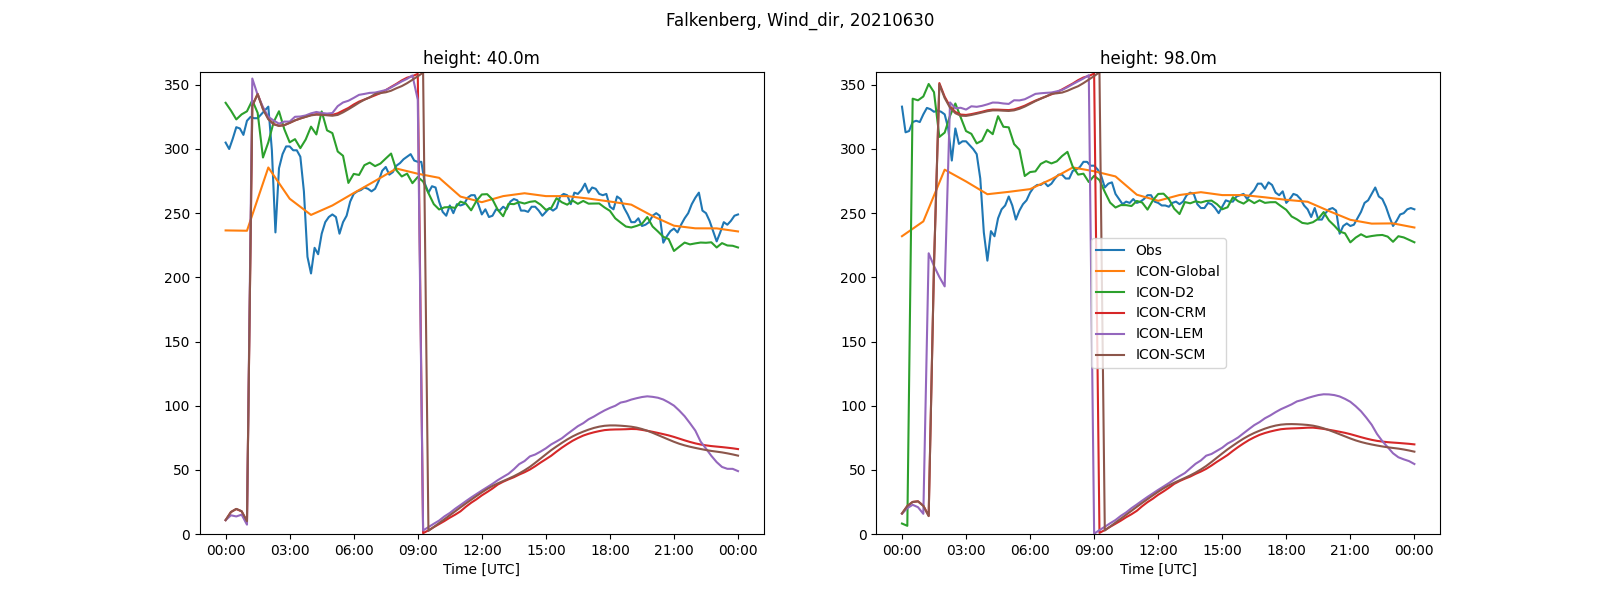 Falkenberg, Wind_dir, 20210630
height: 40.0m
350
300
250
200
150
100
50
0
00:00 03:00 06:00 09:00 12:00 15:00 18:00 21:00 00:00
Time [UTC]
height: 98.0m
350
300
250
200
150
100
50
0
00:00 03:00 06:00 09:00 12:00 15:00 18:00 21:00 00:00
Time [UTC]
Obs
ICON-Global
ICON-D2
ICON-CRM
ICON-LEM
ICON-SCM